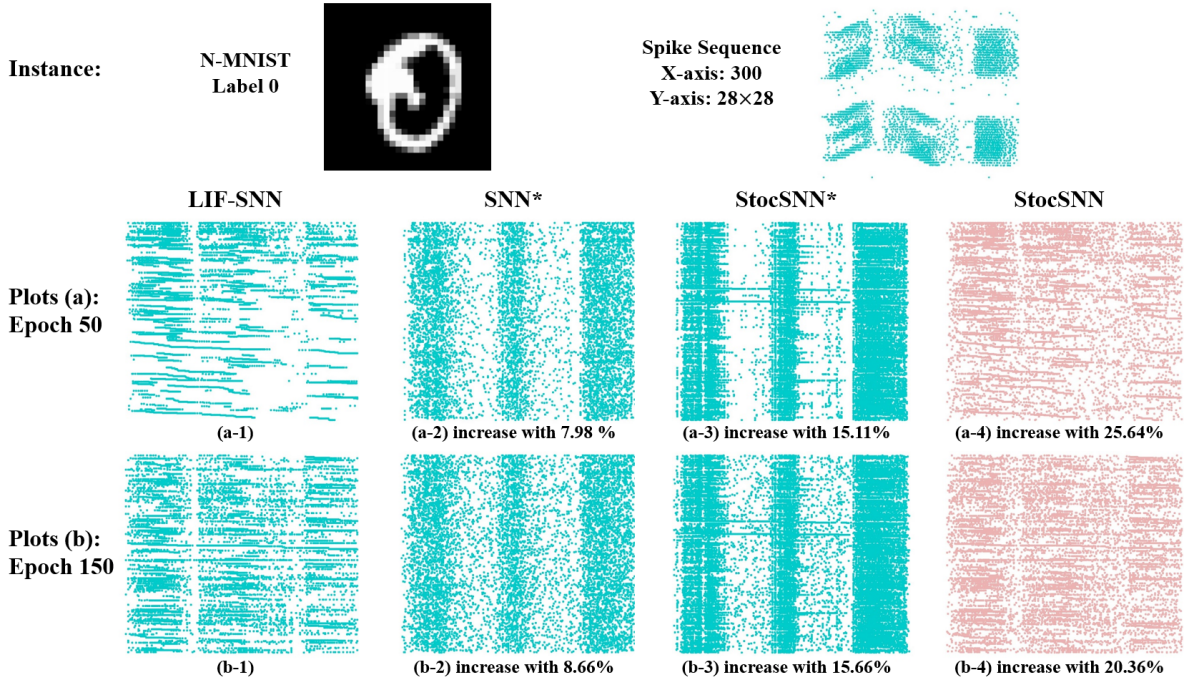 Instance:
N-MNIST
Label 0
Spike Sequence
X-axis: 300
Y-axis: 28×28
LIF-SNN
SNN*
StocSNN*
StocSNN
Plots (a):
Epoch 50
(a-1)
(a-2) increase with 7.98 %
(a-3) increase with 15.11%
(a-4) increase with 25.64%
Plots (b):
Epoch 150
(b-1)
(b-2) increase with 8.66%
(b-3) increase with 15.66%
(b-4) increase with 20.36%